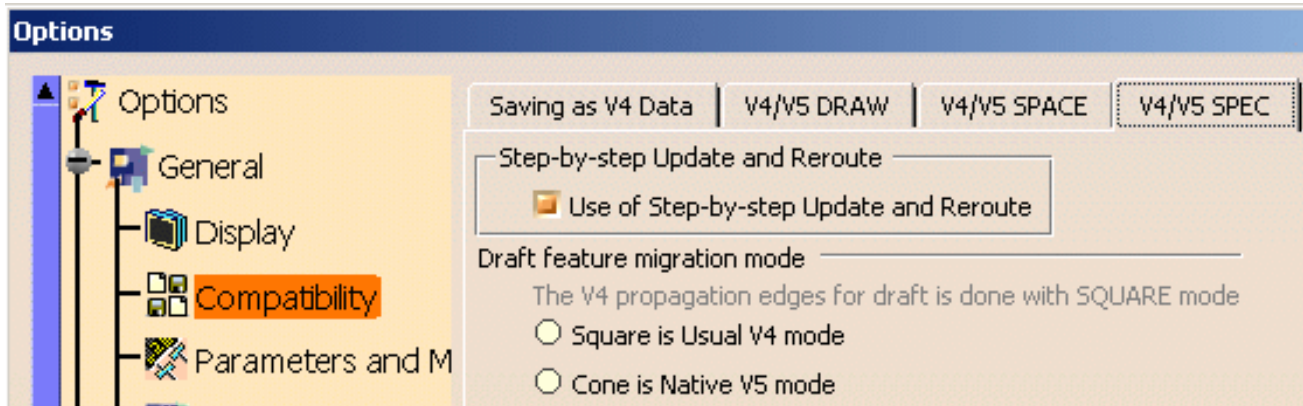 Options
Options
General
Display
Compatibility
Parameters and M
Saving as V4 Data
V4/V5 DRAW
V4/V5 SPACE
V4/V5 SPEC
Step-by-step Update and Reroute
Use of Step-by-step Update and Reroute
Draft feature migration mode
The V4 propagation edges for draft is done with SQUARE mode
Square is Usual V4 mode
Cone is Native V5 mode